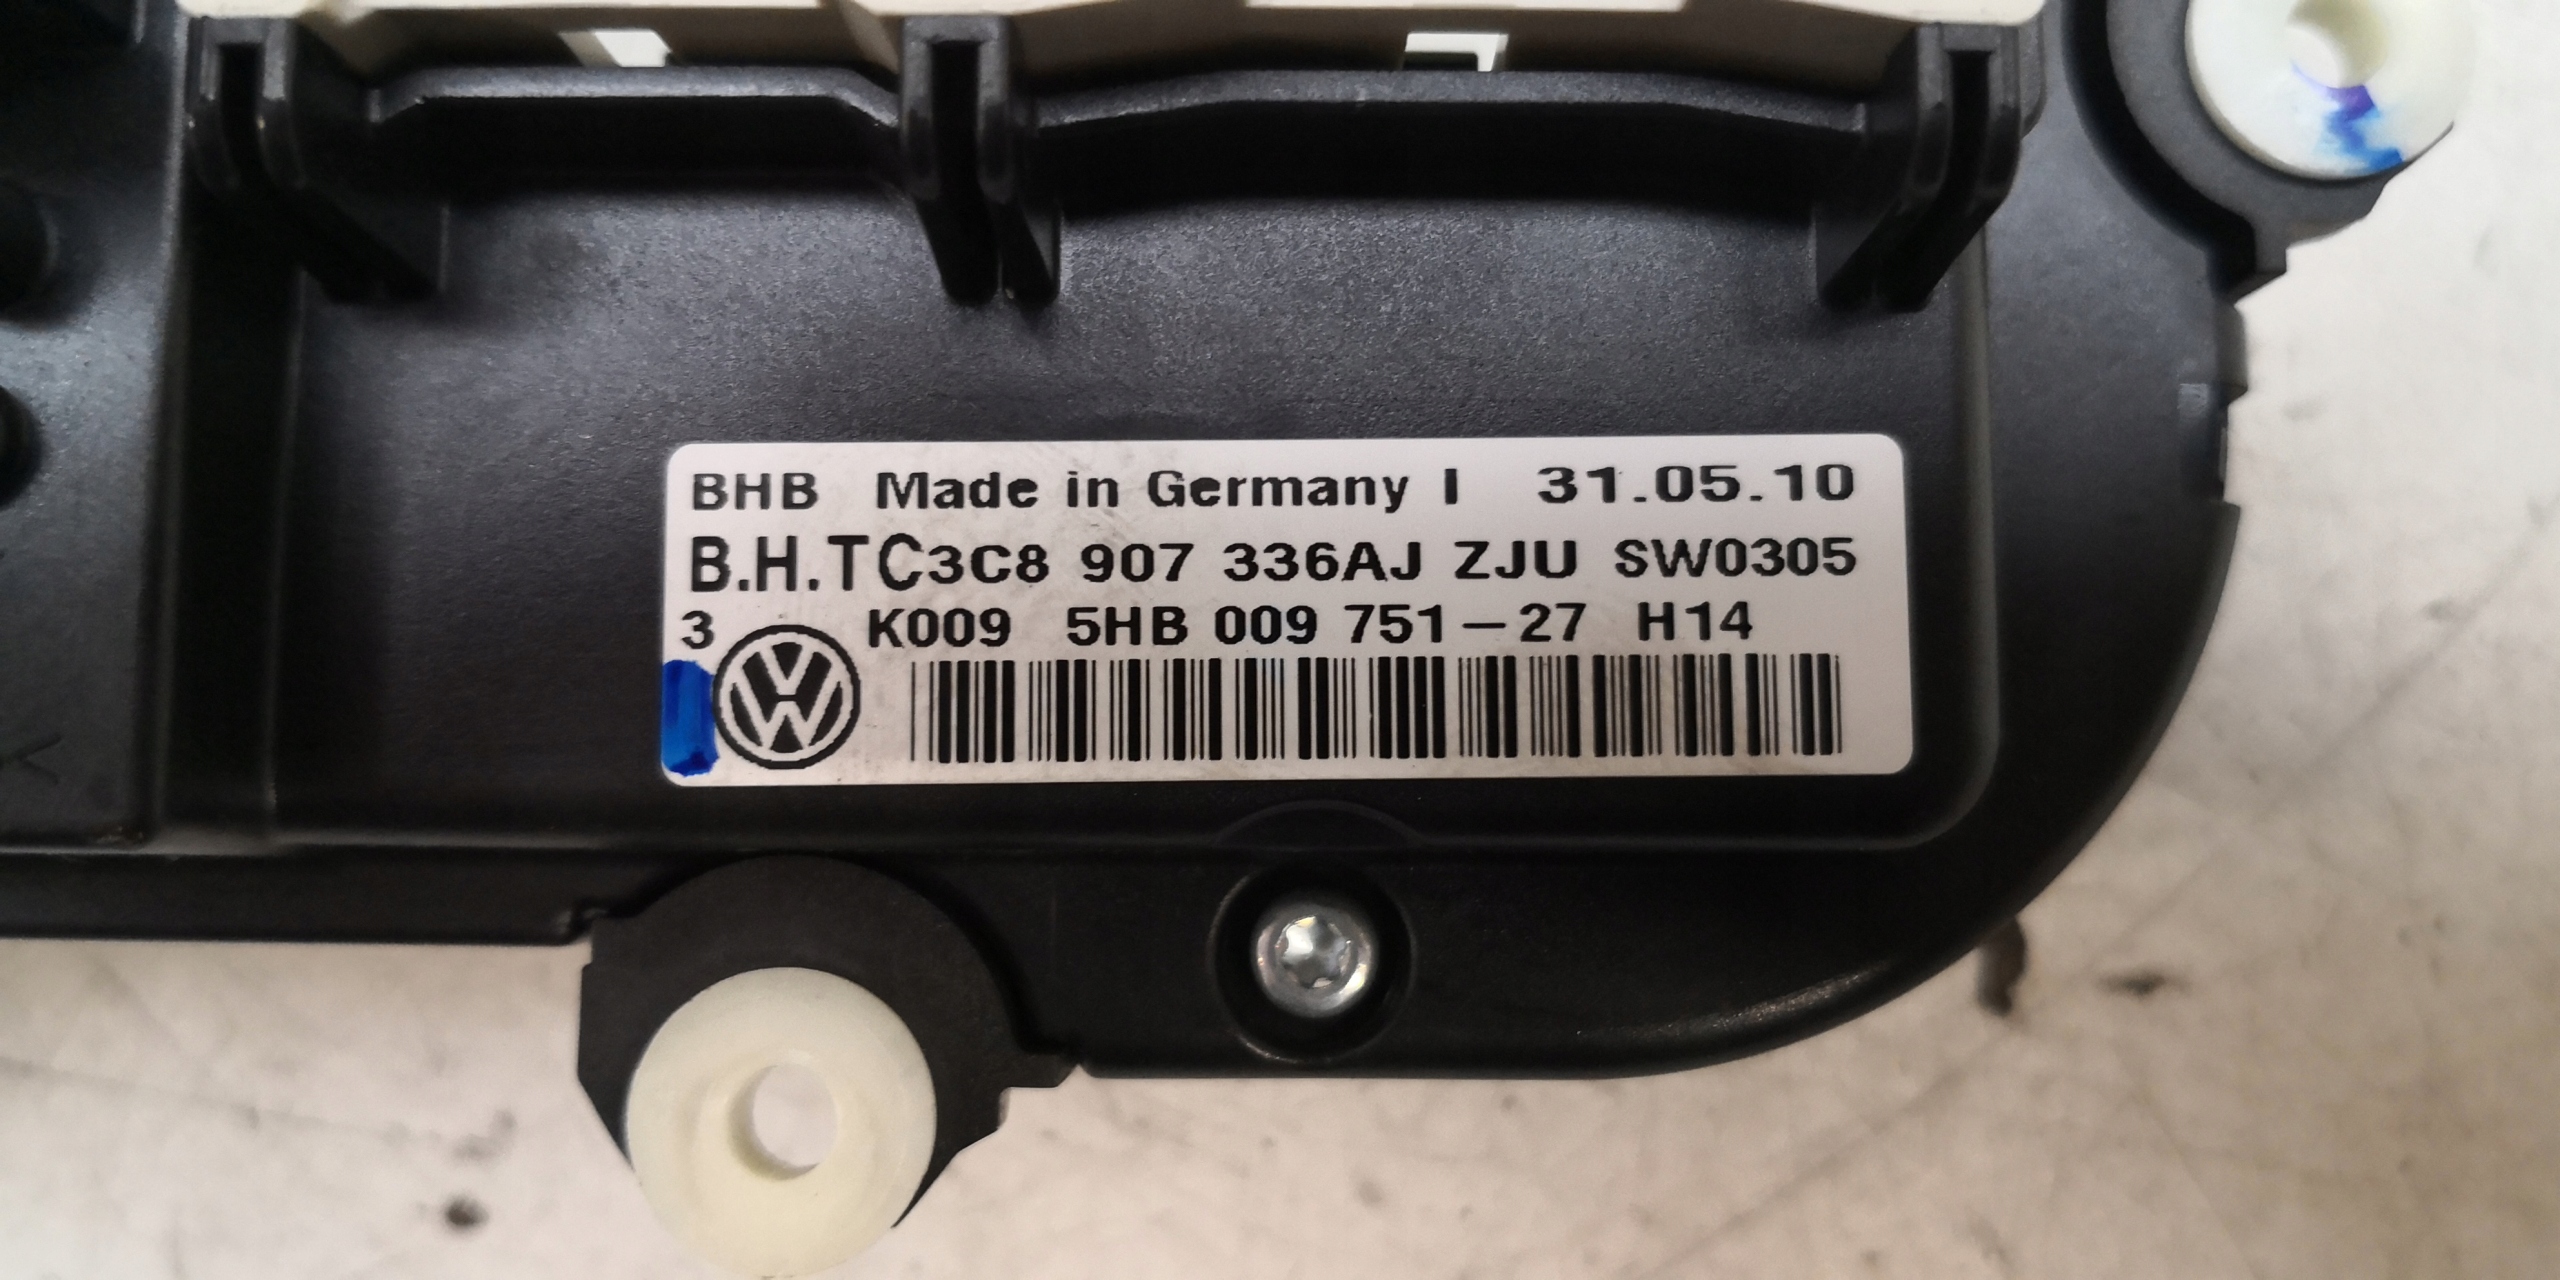 BHB Made in Germany I 31.05.10
B.H.TC3C8 907 336AJ ZJU SW0305
3 K009 5HB 009 751-27 H14